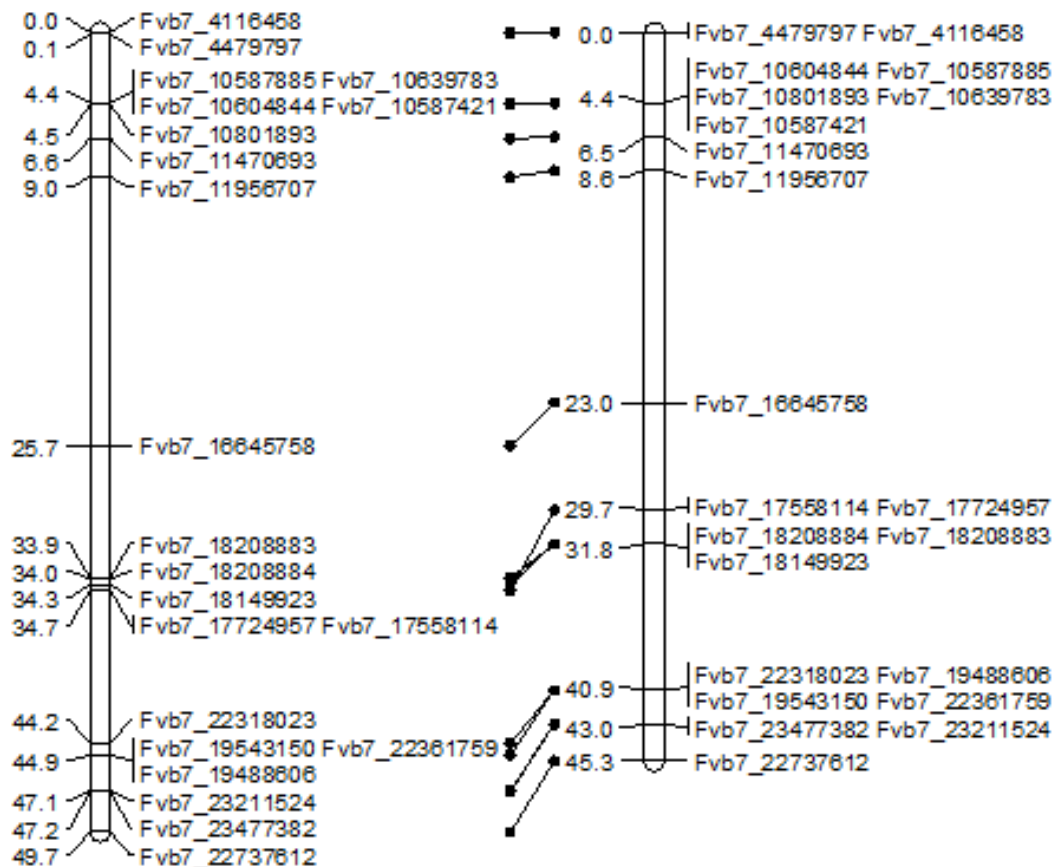 0.0 Fvb7_4116458
0.1 Fvb7_4479797
4.4 Fvb7_10587885 Fvb7_10639783
Fvb7_10604844 Fvb7_10587421
4.5 Fvb7_10801893
6.6 Fvb7_11470693
9.0 Fvb7_11956707
25.7 Fvb7_16645758
33.9 Fvb7_18208883
34.0 Fvb7_18208884
34.3 Fvb7_18149923
34.7 Fvb7_17724957 Fvb7_17558114
44.2 Fvb7_22318023
44.9 Fvb7_19543150 Fvb7_22361759
Fvb7_19488606
47.1 Fvb7_23211524
47.2 Fvb7_23477382
49.7 Fvb7_22737612
0.0 Fvb7_4479797 Fvb7_4116458
Fvb7_10604844 Fvb7_10587885
4.4 Fvb7_10801893 Fvb7_10639783
Fvb7_10587421
6.5 Fvb7_11470693
8.6 Fvb7_11956707
23.0 Fvb7_16645758
29.7 Fvb7_17558114 Fvb7_17724957
31.8 Fvb7_18208884 Fvb7_18208883
Fvb7_18149923
40.9 Fvb7_22318023 Fvb7_19488606
Fvb7_19543150 Fvb7_22361759
43.0 Fvb7_23477382 Fvb7_23211524
45.3 Fvb7_22737612